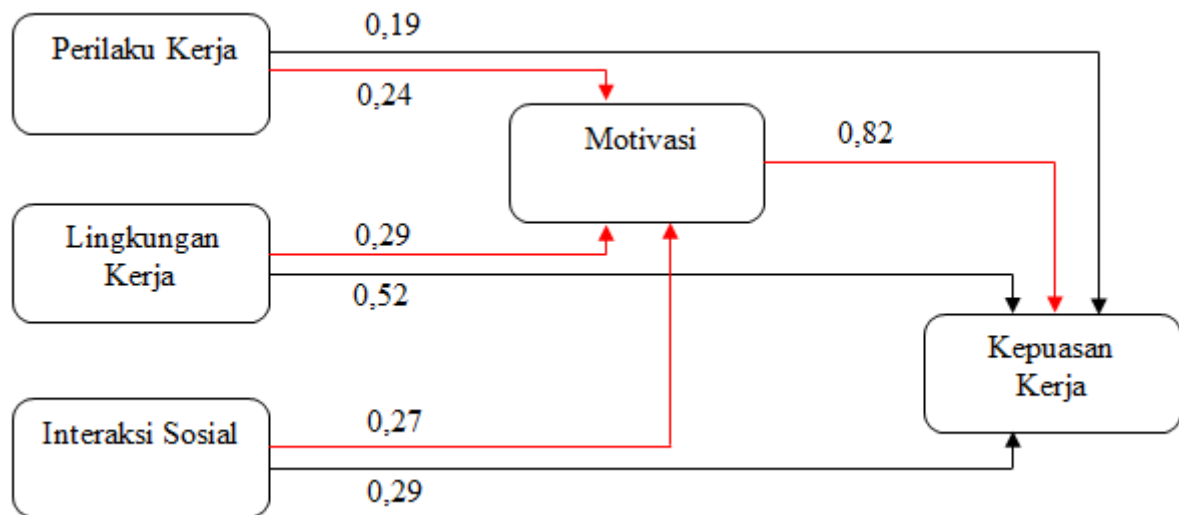 0,19
Perilaku Kerja
0,24
Motivasi
0,82
Lingkungan
Kerja
0,29
0,52
Kepuasan
Kerja
Interaksi Sosial
0,27
0,29